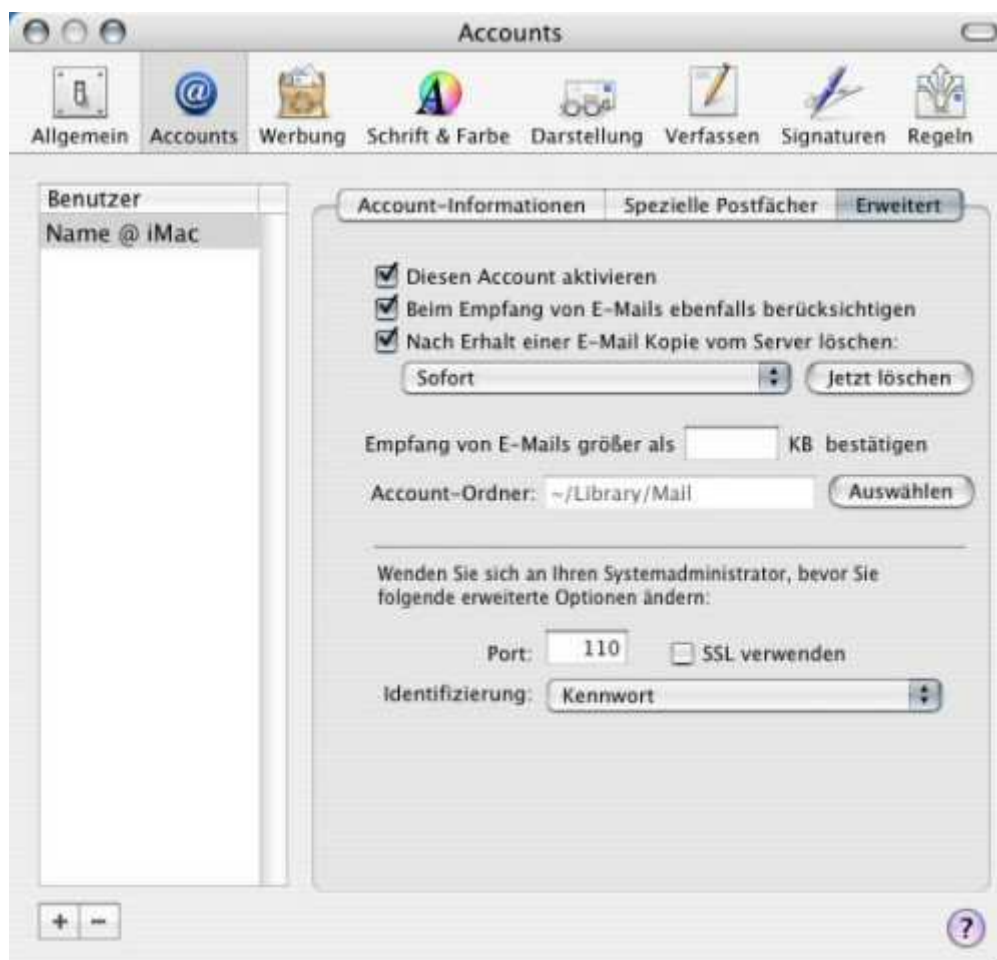 Accounts
Allgemein Accounts Werbung Schrift & Farbe Darstellung Verfassen Signaturen Regeln
Benutzer
Name @ iMac
Account-Informationen Spezielle Postfächer Erweitert
Diesen Account aktivieren
Beim Empfang von E-Mails ebenfalls berücksichtigen
Nach Erhalt einer E-Mail Kopie vom Server löschen:
Sofort Jetzt löschen
Empfang von E-Mails größer als KB bestätigen
Account-Ordner: ~/Library/Mail Auswählen
Wenden Sie sich an Ihren Systemadministrator, bevor Sie
folgende erweiterte Optionen ändern:
Port: 110 SSL verwenden
Identifizierung: Kennwort
+ −
?